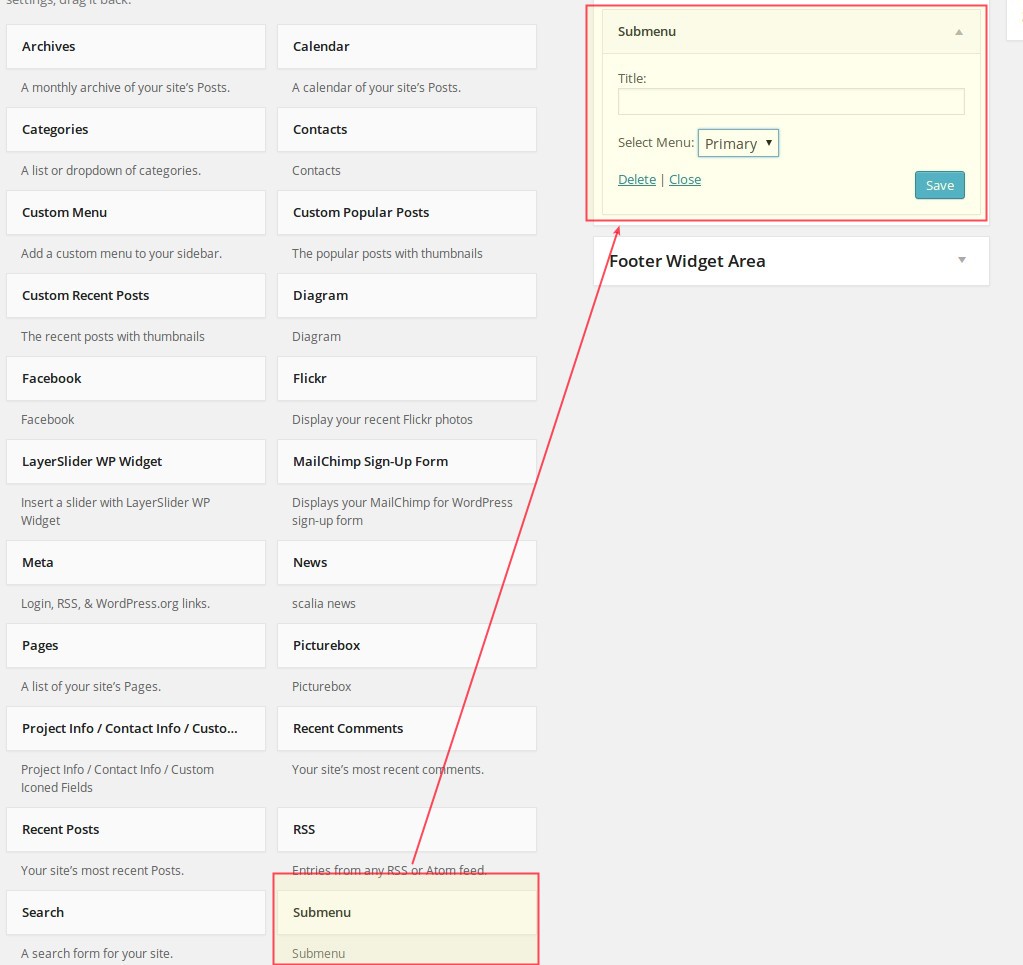 settings, drag it back.
Archives
A monthly archive of your site's Posts.
Calendar
A calendar of your site's Posts.
Categories
A list or dropdown of categories.
Contacts
Contacts
Custom Menu
Add a custom menu to your sidebar.
Custom Popular Posts
The popular posts with thumbnails
Custom Recent Posts
The recent posts with thumbnails
Diagram
Diagram
Facebook
Facebook
Flickr
Display your recent Flickr photos
LayerSlider WP Widget
Insert a slider with LayerSlider WP
Widget
MailChimp Sign-Up Form
Displays your MailChimp for WordPress
sign-up form
Meta
Login, RSS, & WordPress.org links.
News
scalia news
Pages
A list of your site's Pages.
Picturebox
Picturebox
Project Info / Contact Info / Custo...
Project Info / Contact Info / Custom
Iconed Fields
Recent Comments
Your site's most recent comments.
Recent Posts
Your site's most recent Posts.
RSS
Entries from any RSS or Atom feed.
Search
A search form for your site.
Submenu
Submenu
Submenu
Title:
Select Menu: Primary
Delete | Close
Save
Footer Widget Area